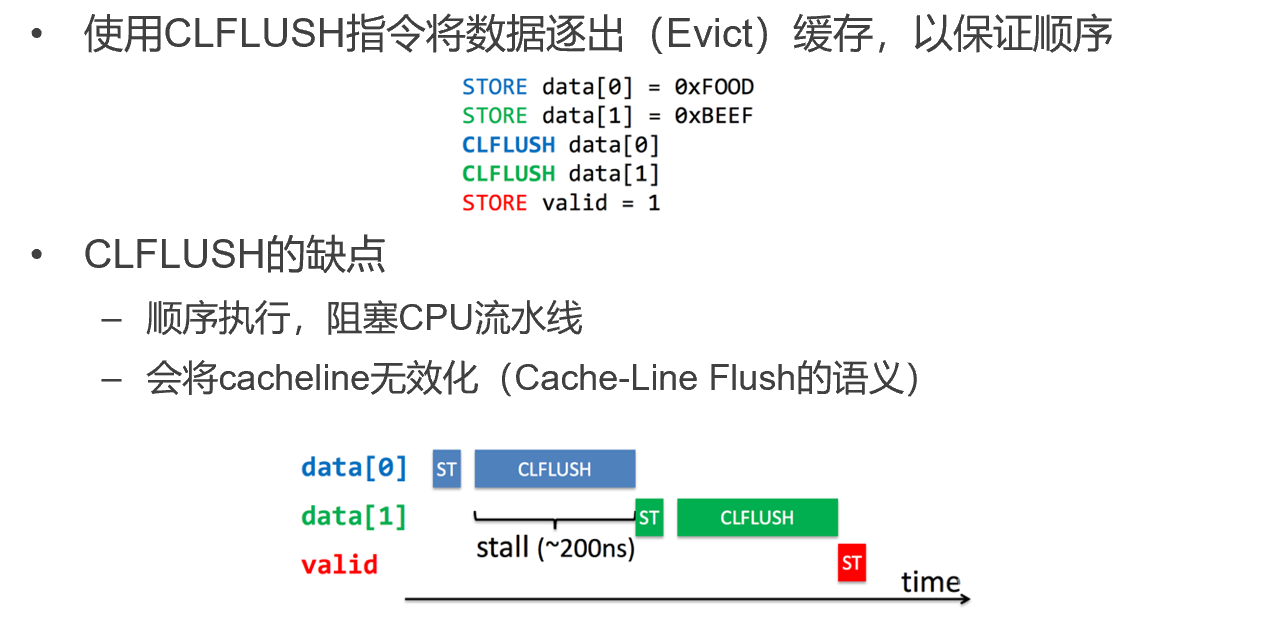 • 使用CLFLUSH指令将数据逐出（Evict）缓存，以保证顺序
STORE data[0] = 0xFOOD
STORE data[1] = 0xBEEF
CLFLUSH data[0]
CLFLUSH data[1]
STORE valid = 1
• CLFLUSH的缺点
– 顺序执行，阻塞CPU流水线
– 会将cacheline无效化（Cache-Line Flush的语义）
data[0] ST CLFLUSH
data[1] ST CLFLUSH
stall (~200ns)
valid ST
time